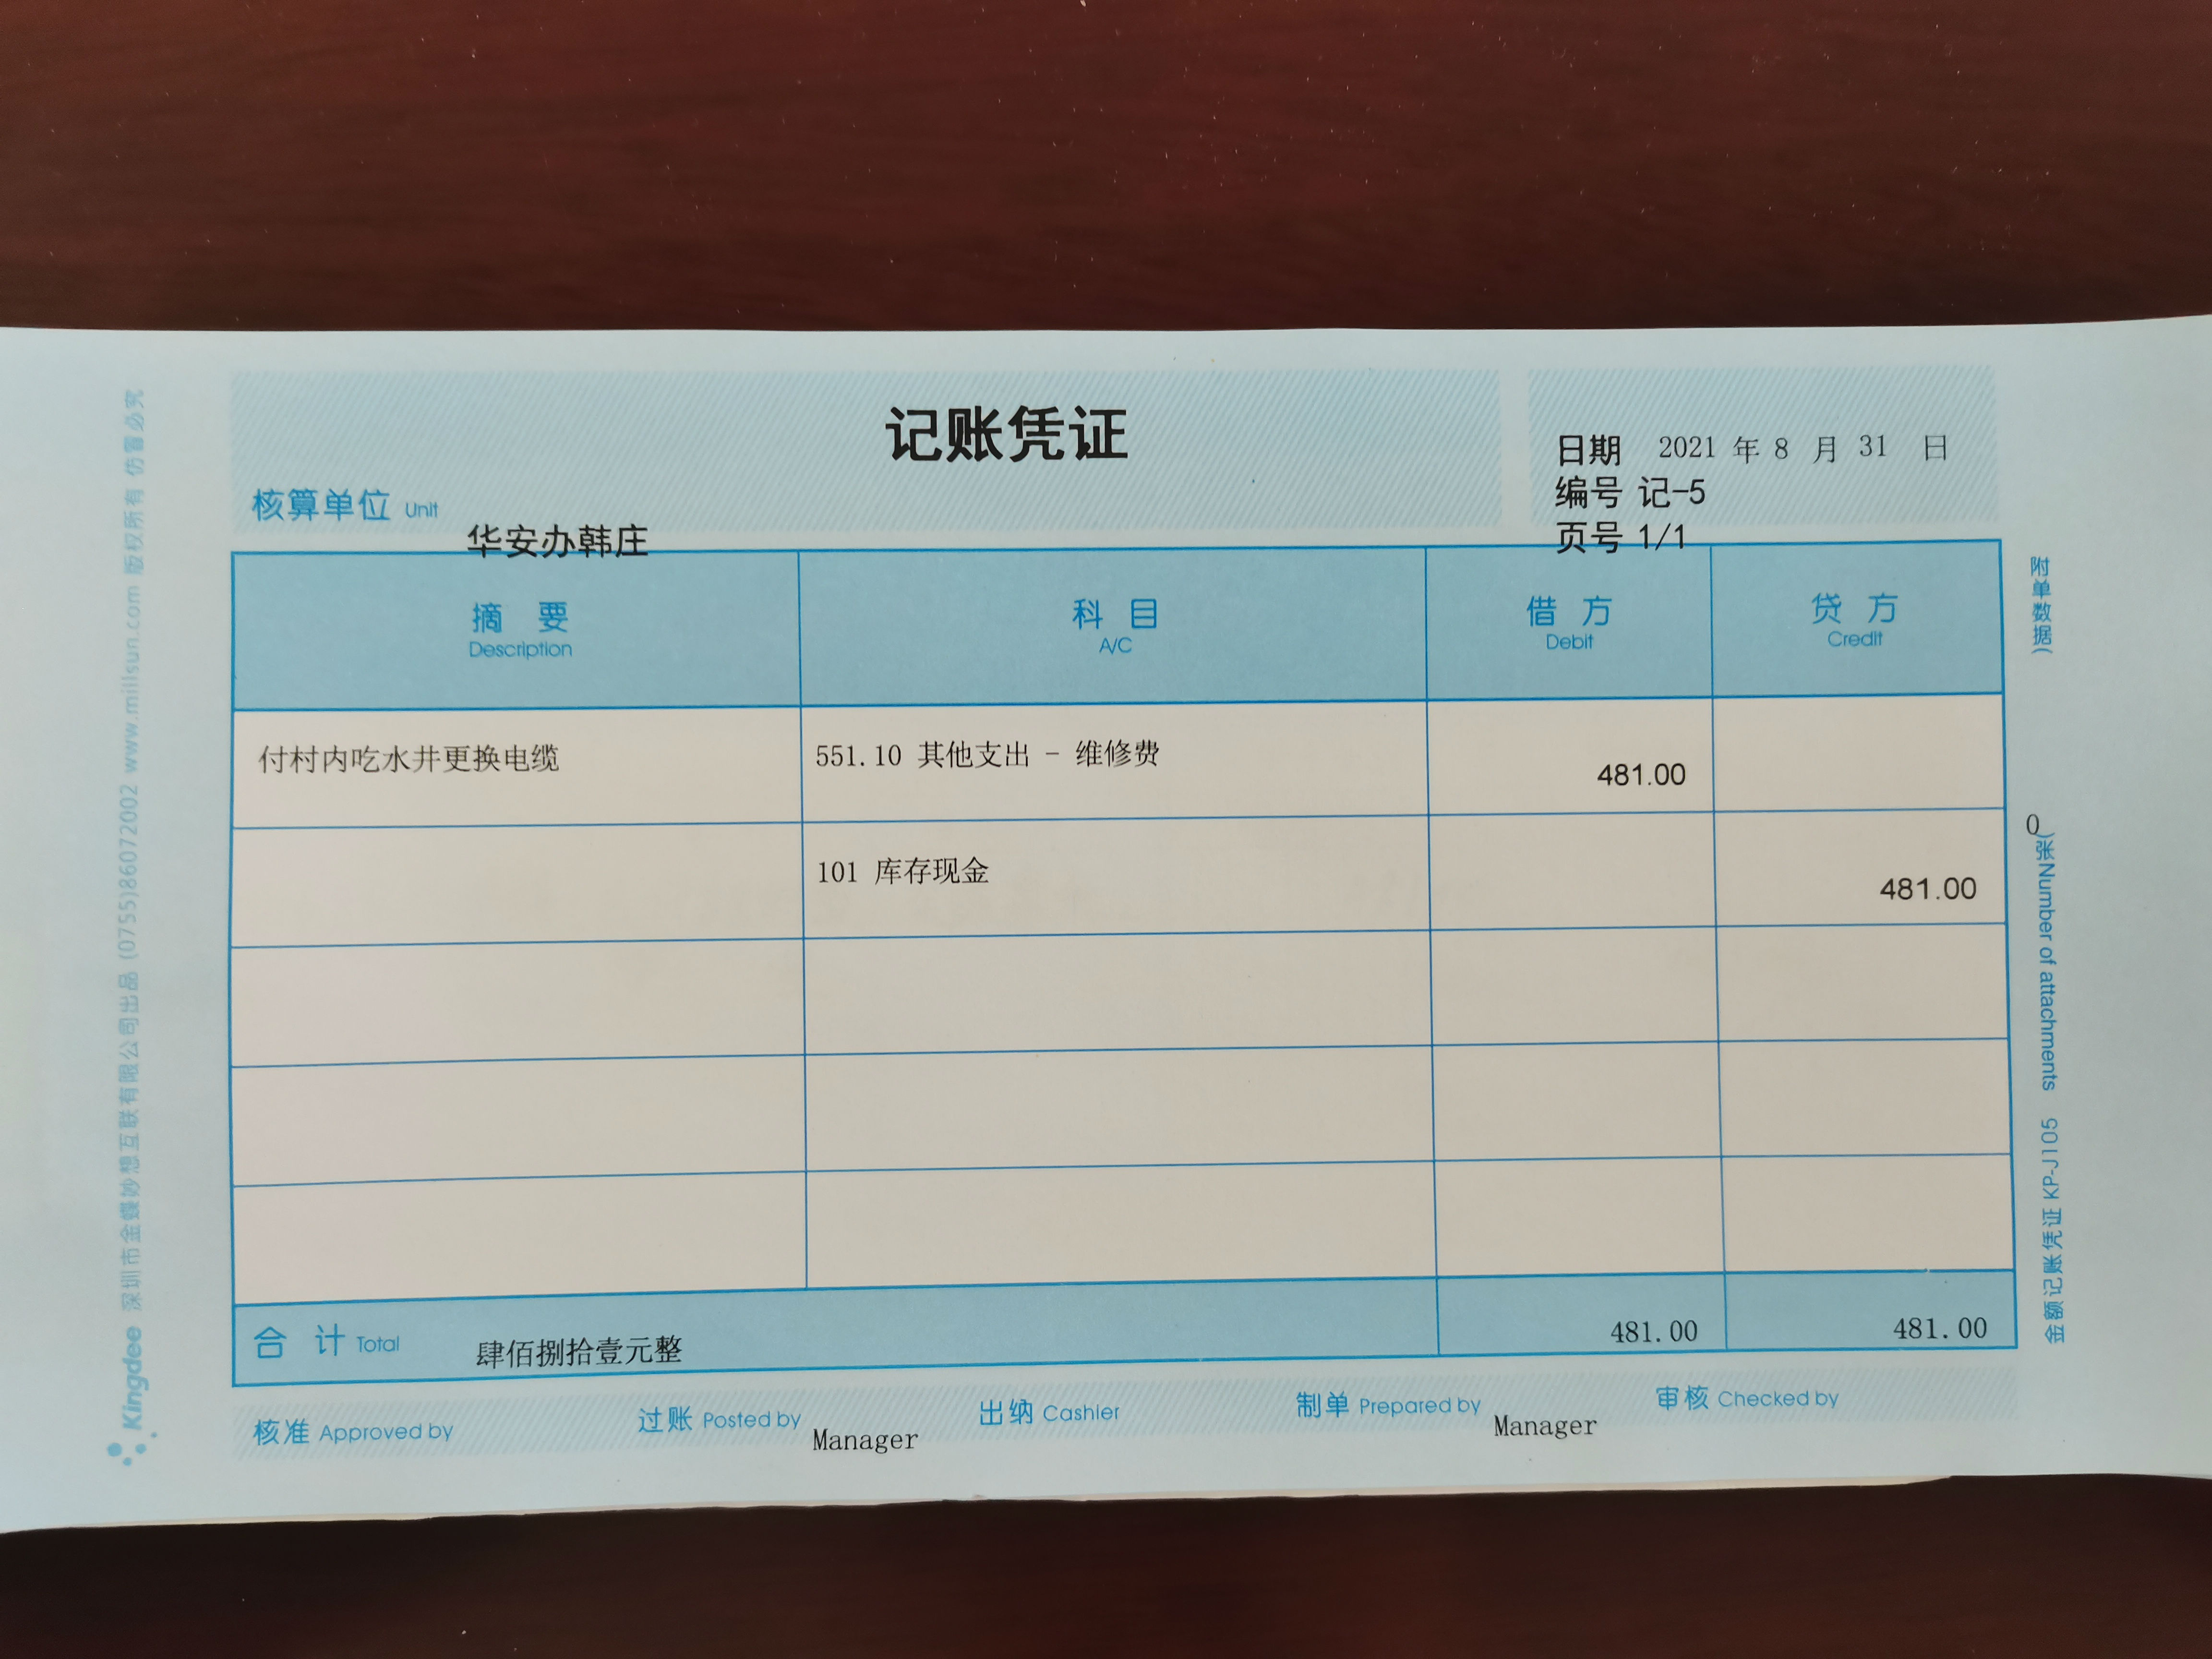 记账凭证
日期 2021 年 8 月 31 日
编号 记-5
页号 1/1
核算单位 Unit
华安办韩庄
摘 要 科 目 借 方 贷 方
Description A/C Debit Credit
付村内吃水井更换电缆 551.10 其他支出 - 维修费 481.00
101 库存现金 481.00
合 计 Total 肆佰捌拾壹元整 481.00 481.00
核准 Approved by 过账 Posted by Manager 出纳 Cashier 制单 Prepared by Manager 审核 Checked by
附单数据( 0 张)Number of attachments 金额记账凭证 KP-J105
Kingdee 深圳市金蝶妙想互联有限公司出品 (0755)86072002 www.millsun.com 版权所有 仿冒必究